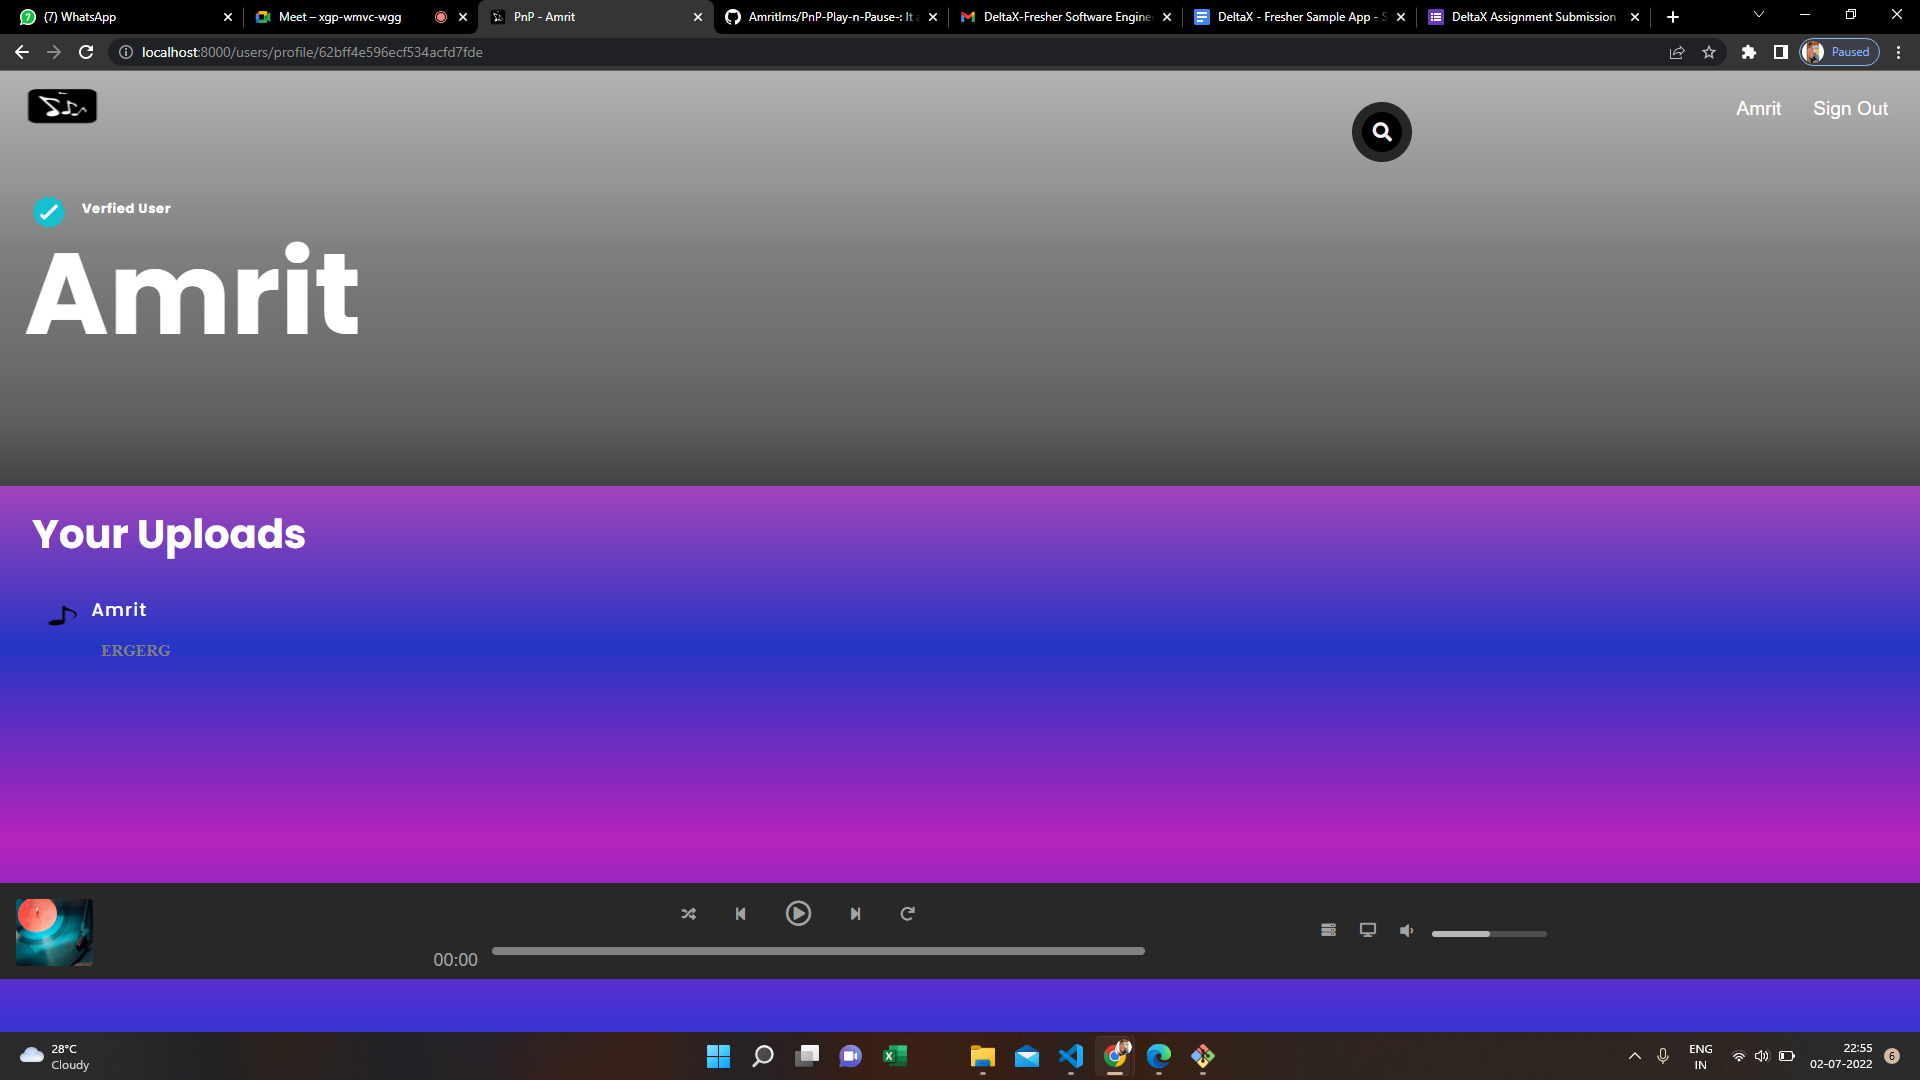 (7) WhatsApp
Meet – xgp-wmvc-wgg
PnP - Amrit
AmritIms/PnP-Play-n-Pause-: It a
DeltaX-Fresher Software Engine
DeltaX - Fresher Sample App - S
DeltaX Assignment Submission
localhost:8000/users/profile/62bff4e596ecf534acfd7fde
Paused
Amrit
Sign Out
Verfied User
Amrit
Your Uploads
Amrit
ERGERG
00:00
28°C
Cloudy
ENG
IN
22:55
02-07-2022
6